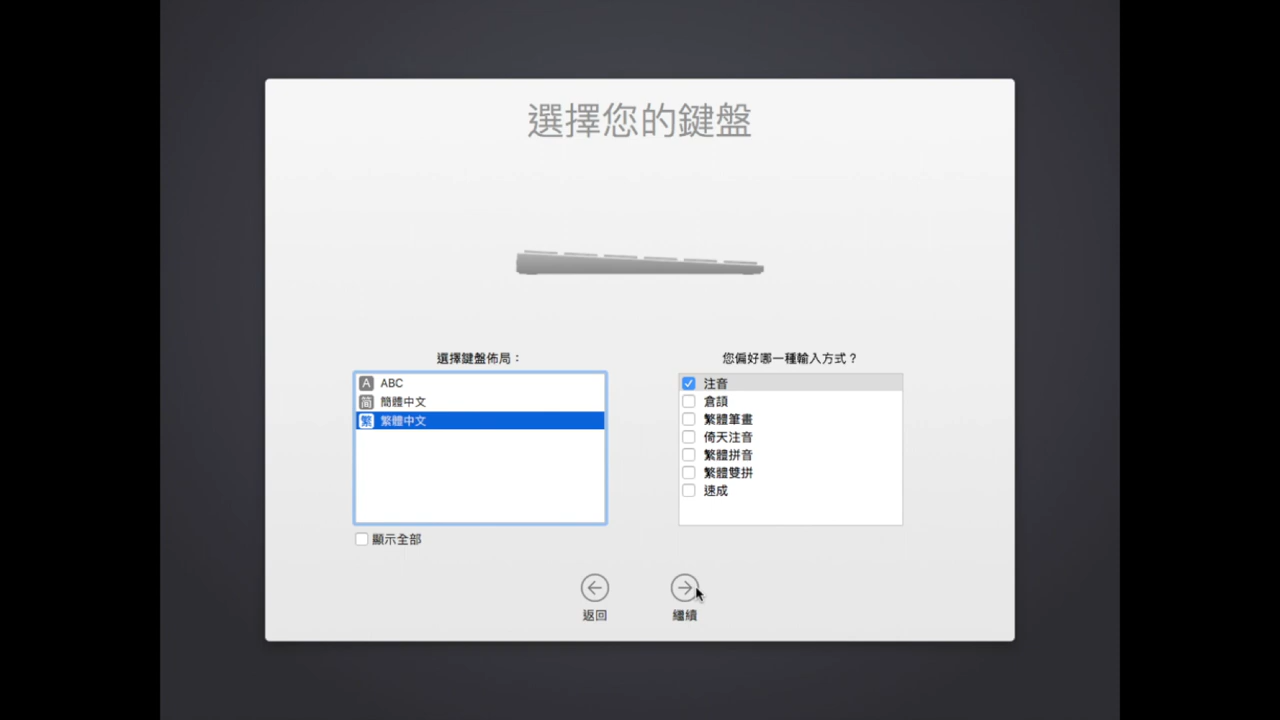 選擇您的鍵盤
選擇鍵盤佈局：
A ABC
简 簡體中文
繁 繁體中文
顯示全部
您偏好哪一種輸入方式？
注音
倉頡
繁體筆畫
倚天注音
繁體拼音
繁體雙拼
速成
返回
繼續